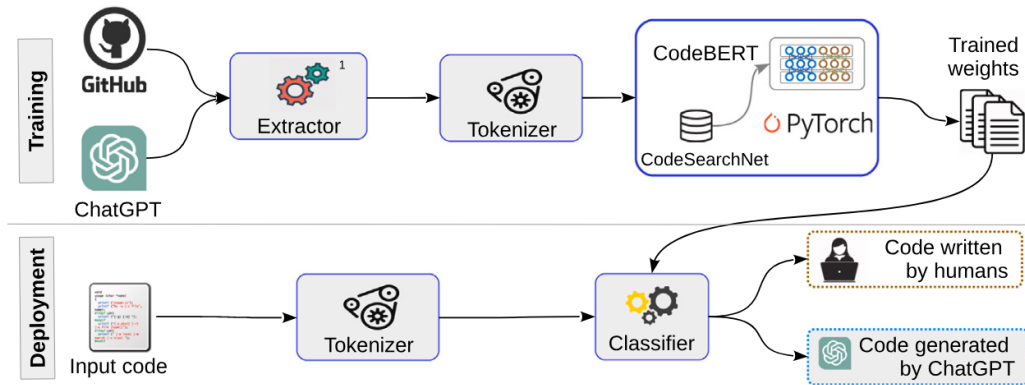 Training
GitHub
ChatGPT
1
Extractor
Tokenizer
CodeBERT
CodeSearchNet
PyTorch
Trained
weights
Deployment
Input code
Tokenizer
Classifier
Code written
by humans
Code generated
by ChatGPT